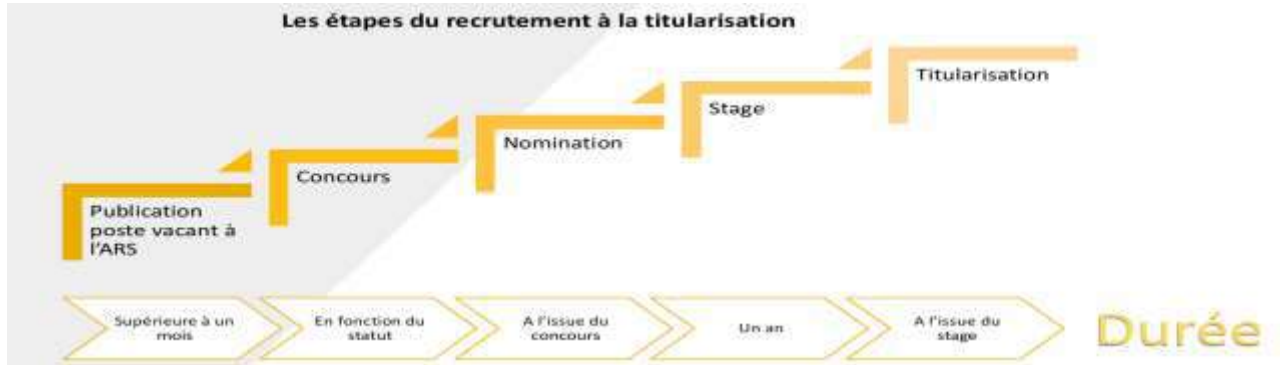 Les étapes du recrutement à la titularisation
Titularisation
Stage
Nomination
Concours
Publication
poste vacant à
l'ARS
Supérieure à un
mois
En fonction du
statut
A l'issue du
concours
Un an
A l'issue du
stage
Durée